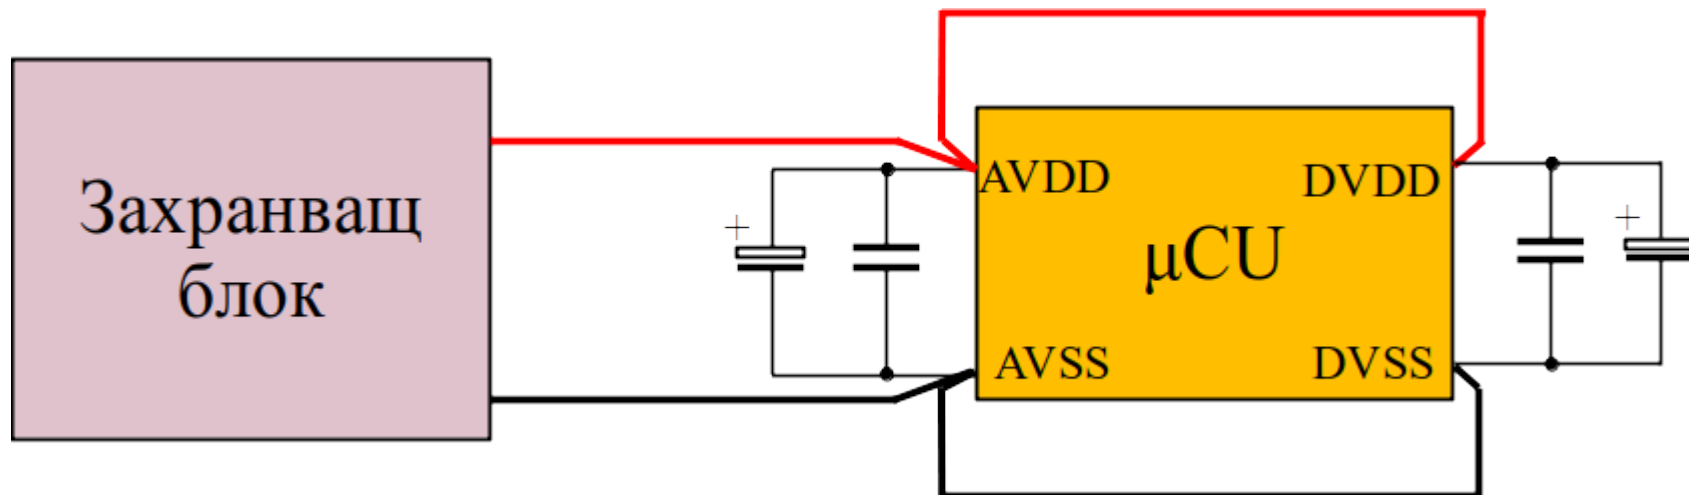 Захранващ
блок
+
AVDD
DVDD
+
μCU
AVSS
DVSS